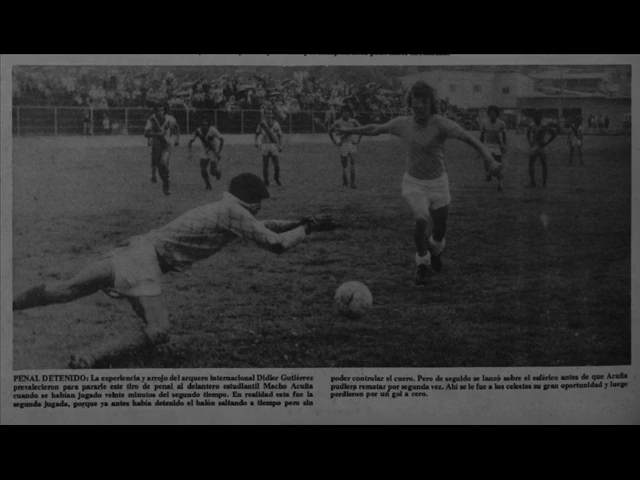 PENAL DETENIDO: La experiencia y arrojo del arquero internacional Didier Gutiérrez
prevalecieron para pararle este tiro de penal al delantero estudiantil Macho Acuña
cuando se habían jugado veinte minutos del segundo tiempo. En realidad esta fue la
segunda jugada, porque ya antes había detenido el balón saltando a tiempo pero sin
poder controlar el cuero. Pero de seguido se lanzó sobre el esférico antes de que Acuña
pudiera rematar por segunda vez. Ahí se le fue a los celestes su gran oportunidad y luego
perdieron por un gol a cero.